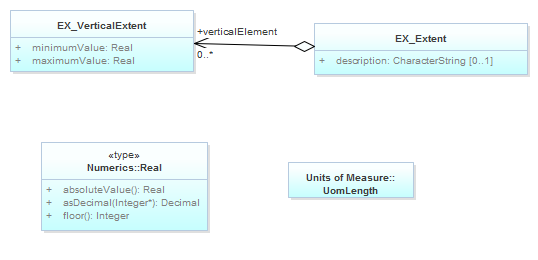 EX_VerticalExtent
+ minimumValue: Real
+ maximumValue: Real
+verticalElement
0..*
EX_Extent
+ description: CharacterString [0..1]
«type»
Numerics::Real
+ absoluteValue(): Real
+ asDecimal(Integer*): Decimal
+ floor(): Integer
Units of Measure::
UomLength